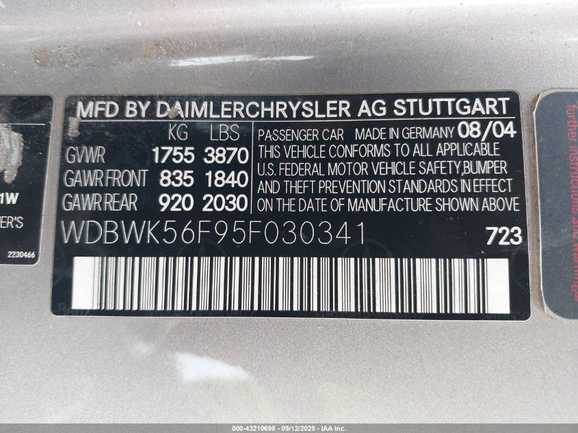 MFD BY DAIMLERCHRYSLER AG STUTTGART
KG LBS
GVWR 1755 3870
GAWR FRONT 835 1840
GAWR REAR 920 2030
PASSENGER CAR MADE IN GERMANY 08/04
THIS VEHICLE CONFORMS TO ALL APPLICABLE
U.S. FEDERAL MOTOR VEHICLE SAFETY, BUMPER
AND THEFT PREVENTION STANDARDS IN EFFECT
ON THE DATE OF MANUFACTURE SHOWN ABOVE.
WDBWK56F95F030341
723
1W
ER'S
2230466
further
000-43210698 - 09/12/2025 - IAA Inc.